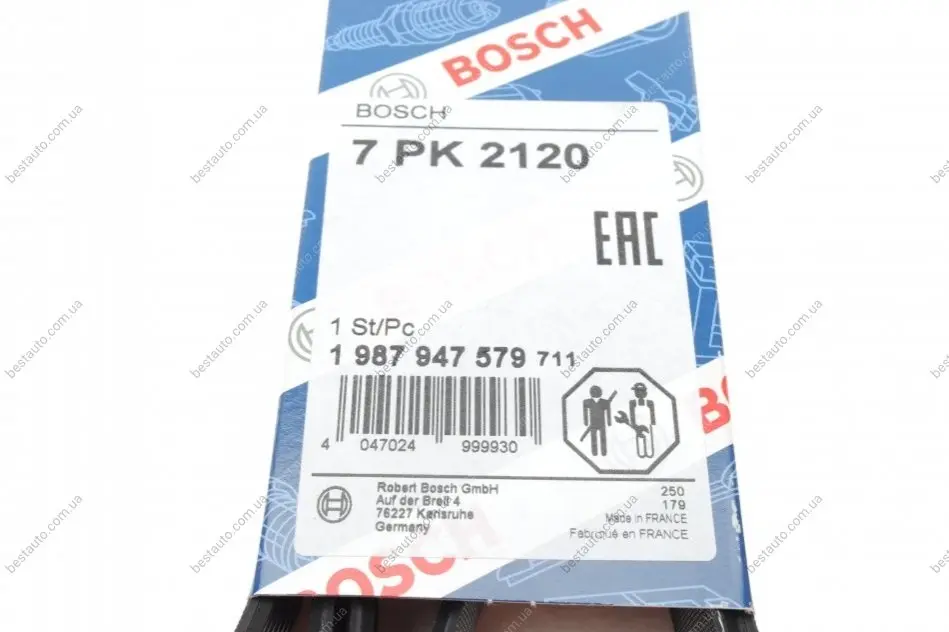 BOSCH
BOSCH
7 PK 2120
EAC
1 St/Pc
1 987 947 579 711
4 047024 999930
Robert Bosch GmbH
Auf der Breit 4
76227 Karlsruhe
Germany
250
179
Made in FRANCE
Fabriqué en FRANCE
BOSCH
BOSCH
bestauto.com.ua